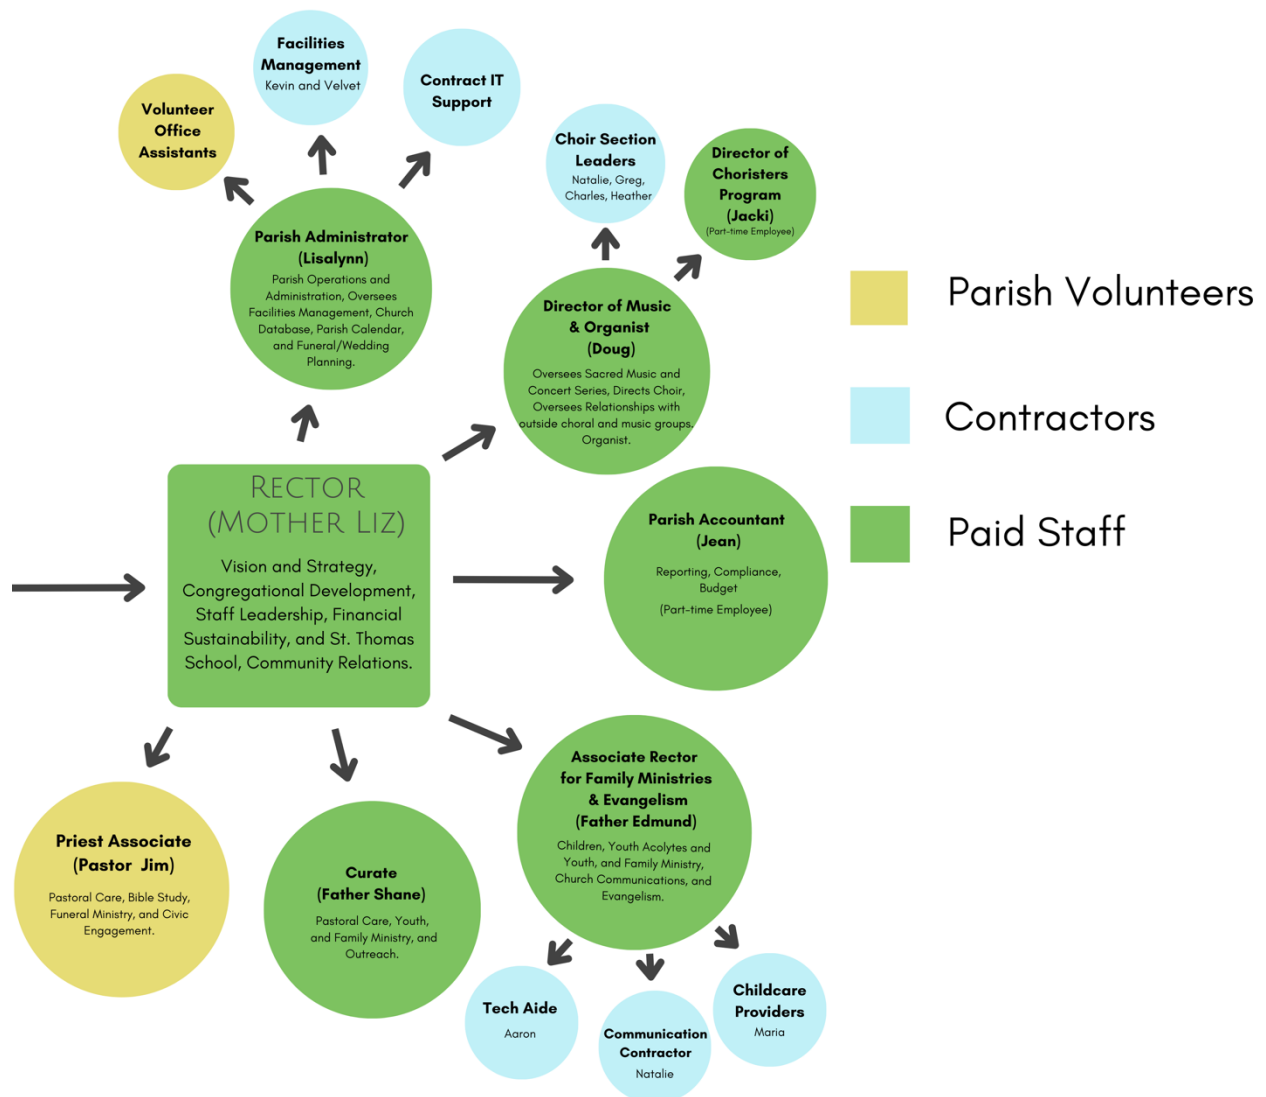 Facilities
Management
Kevin and Velvet
Contract IT
Support
Volunteer
Office
Assistants
Choir Section
Leaders
Natalie, Greg,
Charles, Heather
Director of
Choristers
Program
(Jacki)
(Part-time Employee)
Parish Administrator
(Lisalynn)
Parish Operations and
Administration, Oversees
Facilities Management, Church
Database, Parish Calendar,
and Funeral/Wedding
Planning.
Director of Music
& Organist
(Doug)
Oversees Sacred Music and
Concert Series, Directs Choir,
Oversees Relationships with
outside choral and music groups.
Organist.
Parish Volunteers
Contractors
Paid Staff
Rector
(Mother Liz)
Vision and Strategy,
Congregational Development,
Staff Leadership, Financial
Sustainability, and St. Thomas
School, Community Relations.
Parish Accountant
(Jean)
Reporting, Compliance,
Budget
(Part-time Employee)
Associate Rector
for Family Ministries
& Evangelism
(Father Edmund)
Children, Youth Acolytes and
Youth, and Family Ministry,
Church Communications, and
Evangelism.
Priest Associate
(Pastor Jim)
Pastoral Care, Bible Study,
Funeral Ministry, and Civic
Engagement.
Curate
(Father Shane)
Pastoral Care, Youth,
and Family Ministry, and
Outreach.
Tech Aide
Aaron
Communication
Contractor
Natalie
Childcare
Providers
Maria